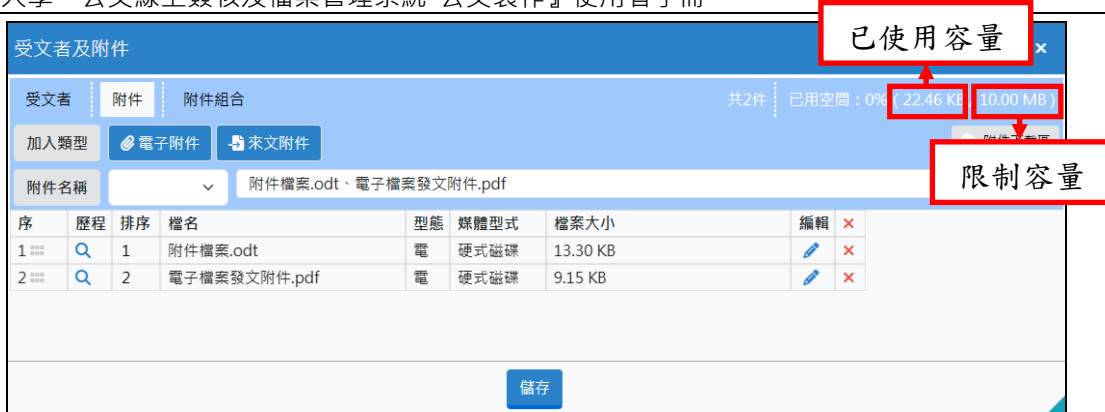 公文線上簽核及檔案管理系統 公文製作』使用者手冊
已使用容量
受文者及附件 ×
受文者 附件 附件組合 共2件 已用空間：0% ( 22.46 KB / 10.00 MB )
加入類型 電子附件 來文附件
限制容量
附件名稱 附件檔案.odt、電子檔案發文附件.pdf
序 歷程 排序 檔名 型態 媒體型式 檔案大小 編輯 ×
1 1 附件檔案.odt 電 硬式磁碟 13.30 KB ×
2 2 電子檔案發文附件.pdf 電 硬式磁碟 9.15 KB ×
儲存